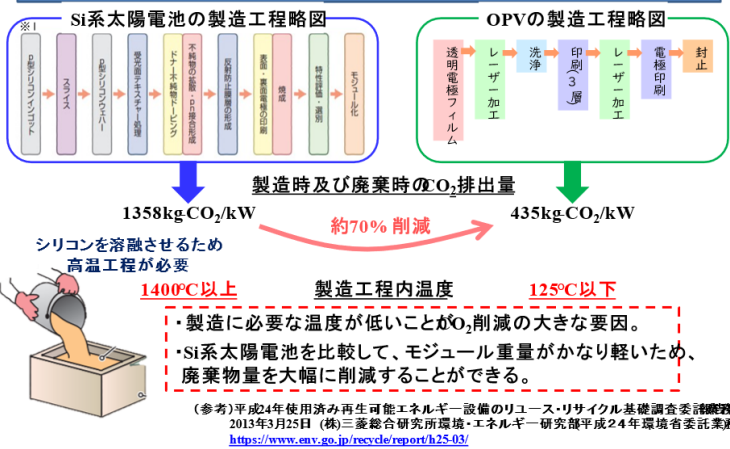 Si系太陽電池の製造工程略図
OPVの製造工程略図
※1
p型シリコンインゴット
スライス
p型シリコンウェハー
受光面テキスチャー処理
ドナー不純物ドーピング
不純物の拡散・pn接合形成
反射防止膜層の形成
表面・裏面電極の印刷
焼成
特性評価・選別
モジュール化
透明電極フィルム
レーザー加工
洗浄
印刷(3層)
レーザー加工
電極印刷
封止
製造時及び廃棄時のCO2排出量
1358kg-CO2/kW
435kg-CO2/kW
約70% 削減
シリコンを溶融させるため
高温工程が必要
1400℃以上
製造工程内温度
125℃以下
・製造に必要な温度が低いことがCO2削減の大きな要因。
・Si系太陽電池を比較して、モジュール重量がかなり軽いため、
廃棄物量を大幅に削減することができる。
(参考)平成24年使用済み再生可能エネルギー設備のリユース・リサイクル基礎調査委託
2013年3月25日 (株)三菱総合研究所環境・エネルギー研究部(平成24年環境省委託業
https://www.env.go.jp/recycle/report/h25-03/